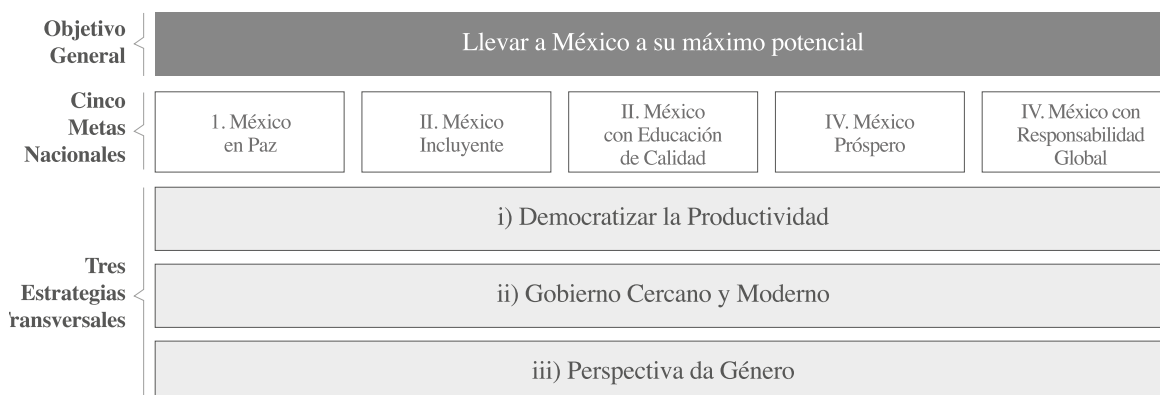 Objetivo
General
Llevar a México a su máximo potencial
Cinco
Metas
Nacionales
1. México
en Paz
II. México
Incluyente
II. México
con Educación
de Calidad
IV. México
Próspero
IV. México con
Responsabilidad
Global
Tres
Estrategias
ransversales
i) Democratizar la Productividad
ii) Gobierno Cercano y Moderno
iii) Perspectiva da Género